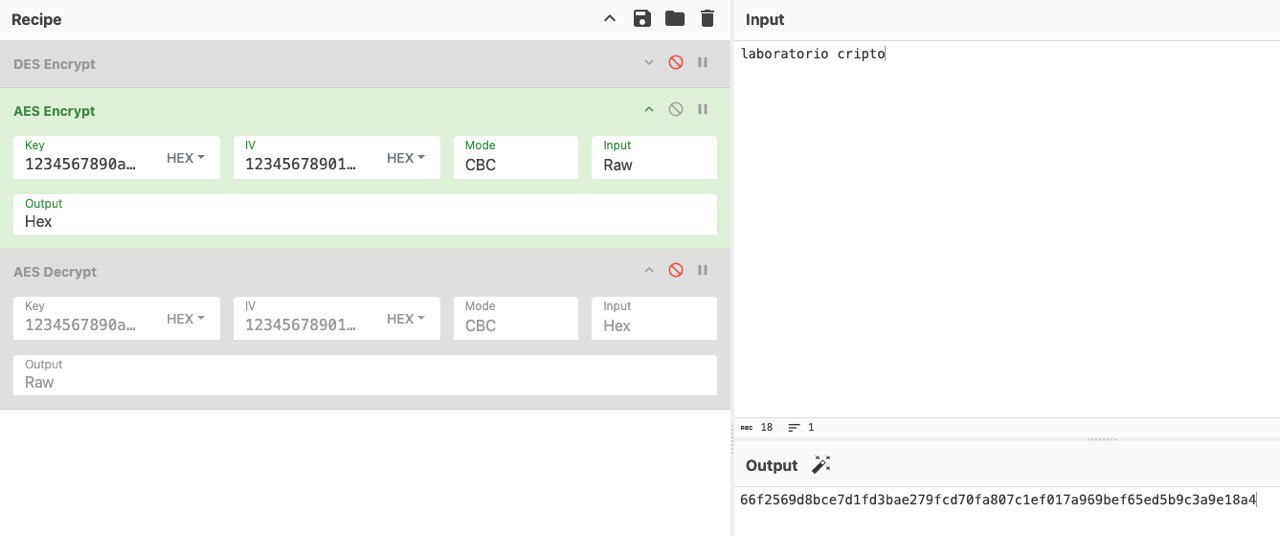 Recipe
DES Encrypt
AES Encrypt
Key
1234567890a...
HEX
IV
12345678901...
HEX
Mode
CBC
Input
Raw
Output
Hex
AES Decrypt
Key
1234567890a...
HEX
IV
12345678901...
HEX
Mode
CBC
Input
Hex
Output
Raw
Input
laboratorio cripto
ABC 18 1
Output
66f2569d8bce7d1fd3bae279fcd70fa807c1ef017a969bef65ed5b9c3a9e18a4